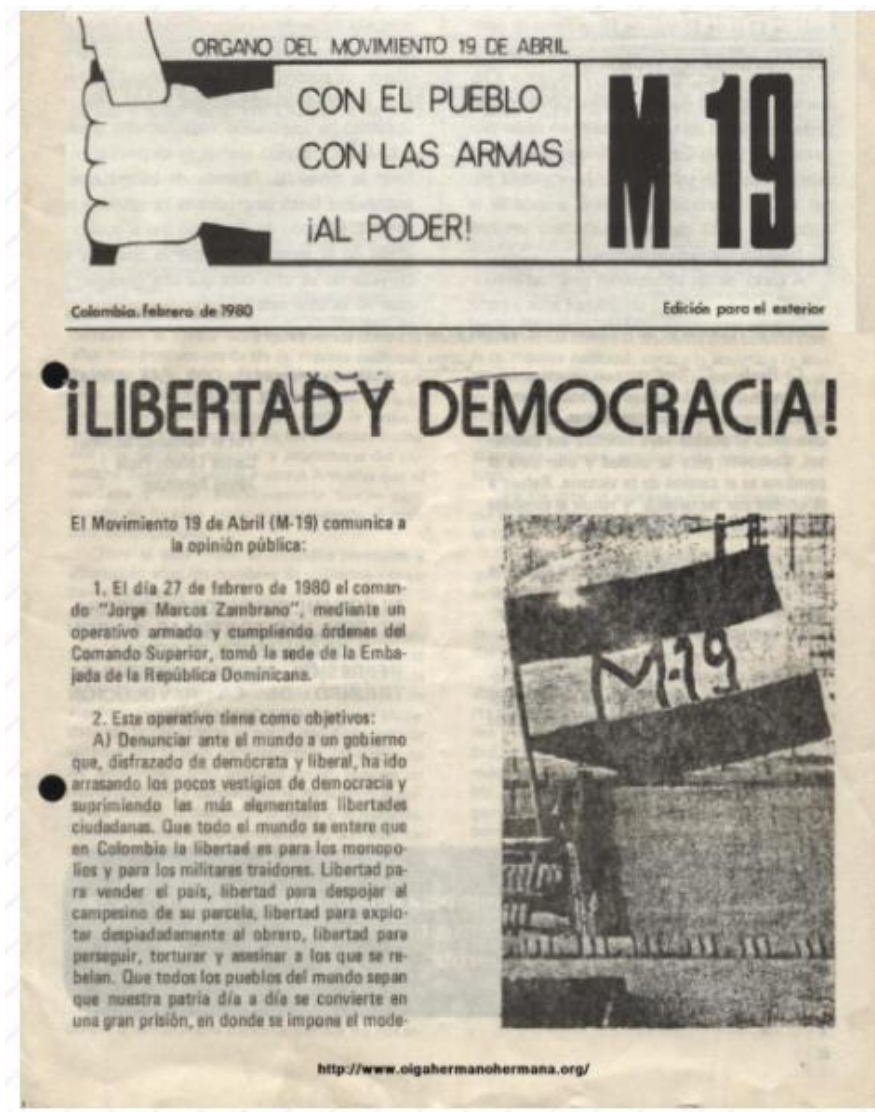 ORGANO DEL MOVIMIENTO 19 DE ABRIL
CON EL PUEBLO
CON LAS ARMAS
¡AL PODER!
M 19
Colombia, febrero de 1980
Edición para el exterior
¡LIBERTAD Y DEMOCRACIA!
El Movimiento 19 de Abril (M-19) comunica a
la opinión pública:
1. El día 27 de febrero de 1980 el coman-
do "Jorge Marcos Zambrano", mediante un
operativo armado y cumpliendo órdenes del
Comando Superior, tomó la sede de la Emba-
jada de la República Dominicana.
2. Este operativo tiene como objetivos:
A) Denunciar ante el mundo a un gobierno
que, disfrazado de demócrata y liberal, ha ido
arrasando los pocos vestigios de democracia y
suprimiendo las más elementales libertades
ciudadanas. Que todo el mundo se entere que
en Colombia la libertad es para los monopo-
lios y para los militares traidores. Libertad pa-
ra vender el país, libertad para despojar al
campesino de su parcela, libertad para explo-
tar despiadadamente al obrero, libertad para
perseguir, torturar y asesinar a los que se re-
belan. Que todos los pueblos del mundo sepan
que nuestra patria día a día se convierte en
una gran prisión, en donde se impone el mode-
M-19
http://www.oigahermanohermana.org/